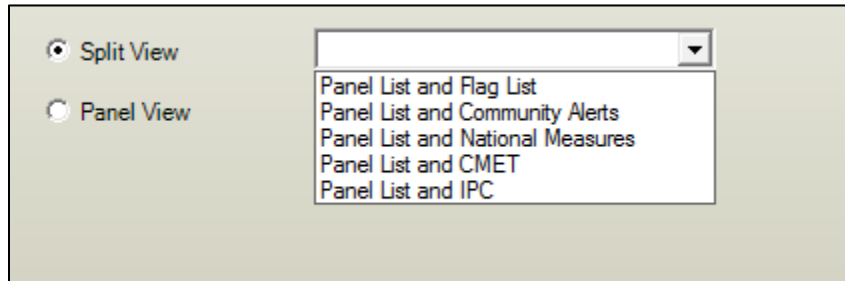 Split View
Panel List and Flag List
Panel View
Panel List and Community Alerts
Panel List and National Measures
Panel List and CMET
Panel List and IPC